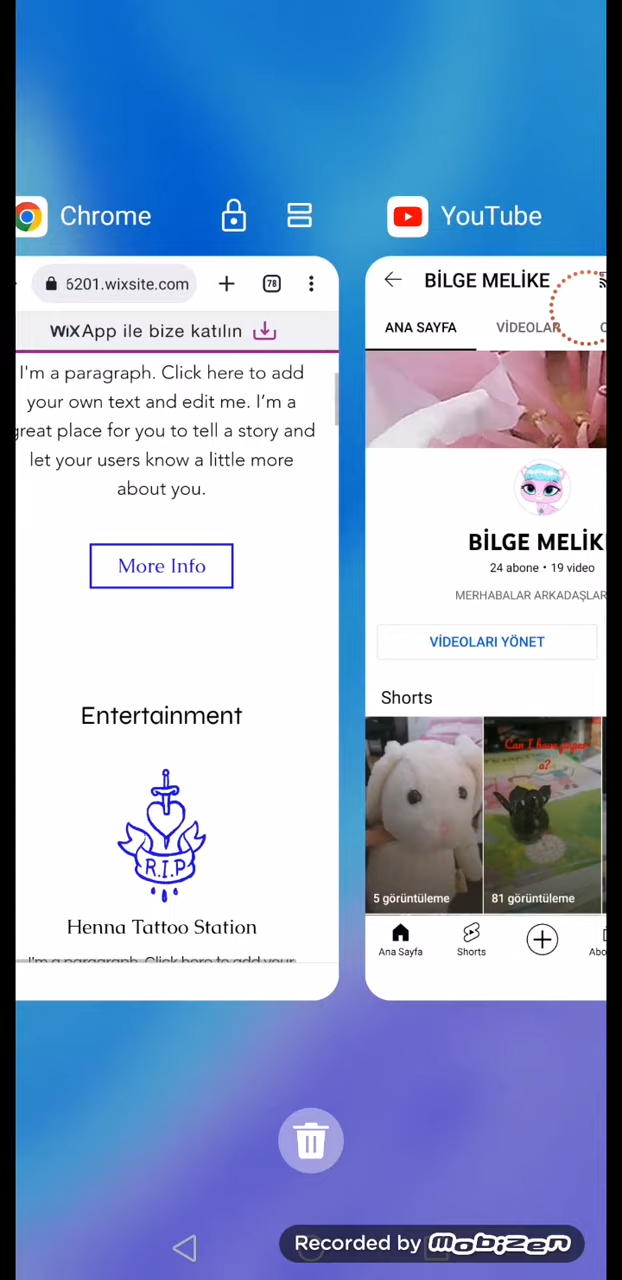 Chrome
6201.wixsite.com
78
WiX App ile bize katılın
I'm a paragraph. Click here to add
your own text and edit me. I'm a
great place for you to tell a story and
let your users know a little more
about you.
More Info
Entertainment
R.I.P
Henna Tattoo Station
I'm a paragraph. Click here to add your
YouTube
BİLGE MELİKE
ANA SAYFA
VİDEOLAR
BİLGE MELİK
24 abone • 19 video
MERHABALAR ARKADAŞLAR
VİDEOLARI YÖNET
Shorts
Can I have
a?
5 görüntüleme
81 görüntüleme
Ana Sayfa
Shorts
Abo
Recorded by mobizen